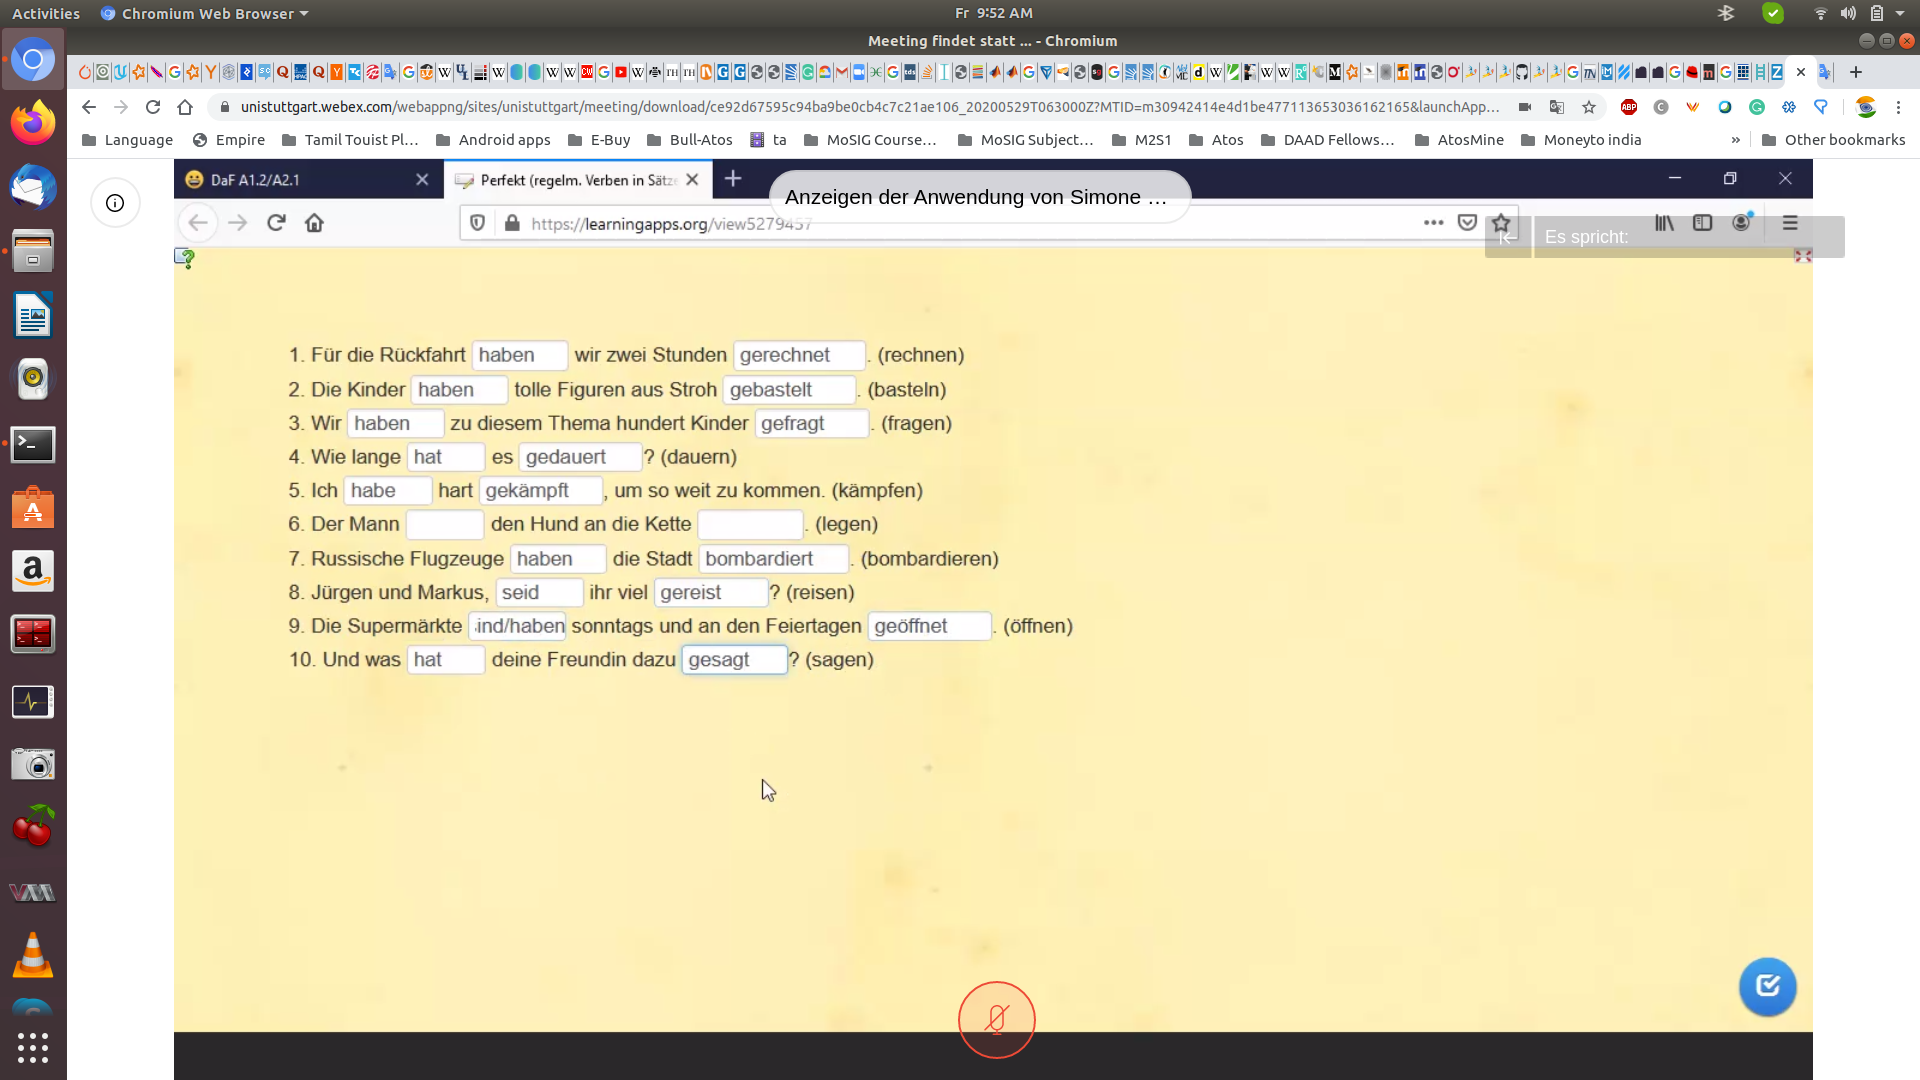 Activities
Chromium Web Browser
Fr 9:52 AM
Meeting findet statt ... - Chromium
unistuttgart.webex.com/webappng/sites/unistuttgart/meeting/download/ce92d67595c94ba9be0cb4c7c21ae106_20200529T063000Z?MTID=m30942414e4d1be477113653036162165&launchApp...
Language
Empire
Tamil Touist Pl...
Android apps
E-Buy
Bull-Atos
ta
MoSIG Course...
MoSIG Subject...
M2S1
Atos
DAAD Fellows...
AtosMine
Moneyto india
»
Other bookmarks
DaF A1.2/A2.1
Perfekt (regelm. Verben in Sätze
Anzeigen der Anwendung von Simone ...
https://learningapps.org/view5279457
Es spricht:
1. Für die Rückfahrt haben wir zwei Stunden gerechnet . (rechnen)
2. Die Kinder haben tolle Figuren aus Stroh gebastelt . (basteln)
3. Wir haben zu diesem Thema hundert Kinder gefragt . (fragen)
4. Wie lange hat es gedauert ? (dauern)
5. Ich habe hart gekämpft , um so weit zu kommen. (kämpfen)
6. Der Mann den Hund an die Kette . (legen)
7. Russische Flugzeuge haben die Stadt bombardiert . (bombardieren)
8. Jürgen und Markus, seid ihr viel gereist ? (reisen)
9. Die Supermärkte ind/haben sonntags und an den Feiertagen geöffnet . (öffnen)
10. Und was hat deine Freundin dazu gesagt ? (sagen)